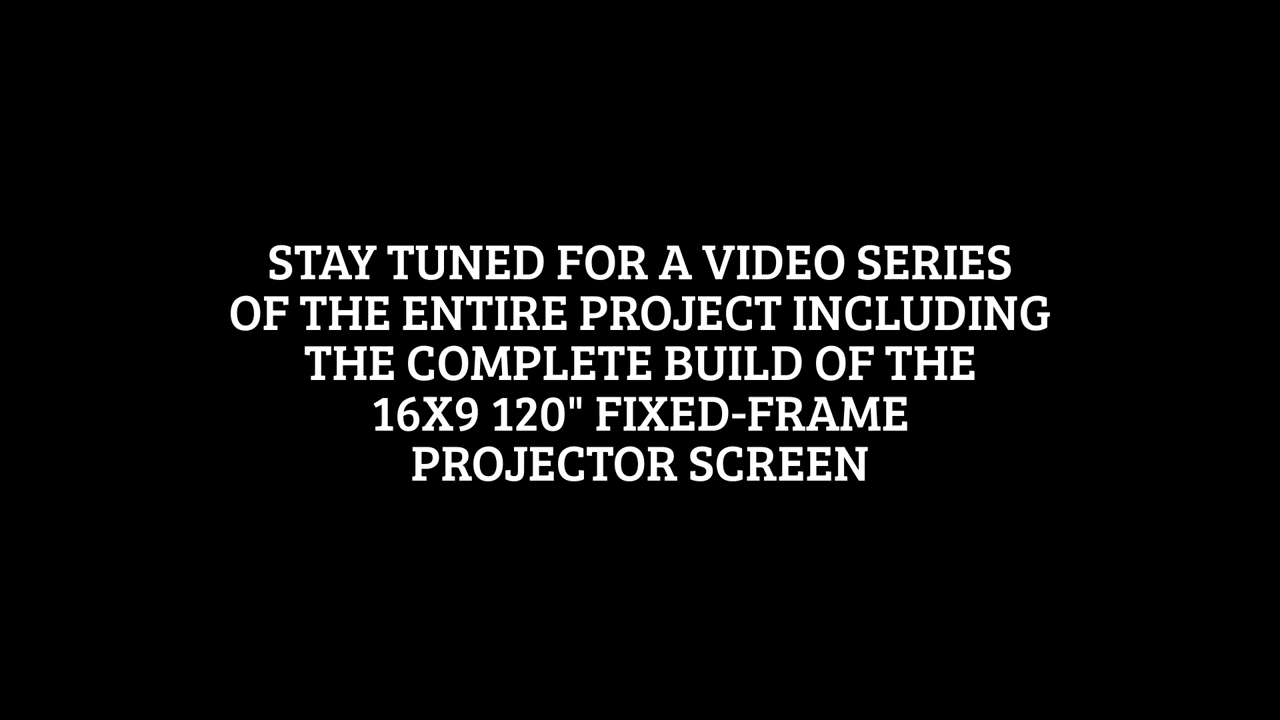 STAY TUNED FOR A VIDEO SERIES
OF THE ENTIRE PROJECT INCLUDING
THE COMPLETE BUILD OF THE
16X9 120" FIXED-FRAME
PROJECTOR SCREEN